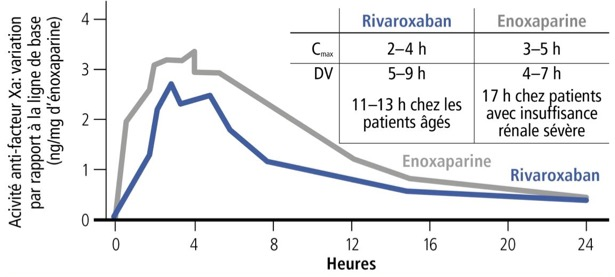 Acivité anti-facteur Xa: variation
par rapport à la ligne de base
(ng/mg d'énoxaparine)
4
3
2
1
0
Rivaroxaban Enoxaparine
Cmax 2–4 h 3–5 h
DV 5–9 h 4–7 h
11–13 h chez les
patients âgés
17 h chez patients
avec insuffisance
rénale sévère
Enoxaparine
Rivaroxaban
0 4 8 12 16 20 24
Heures